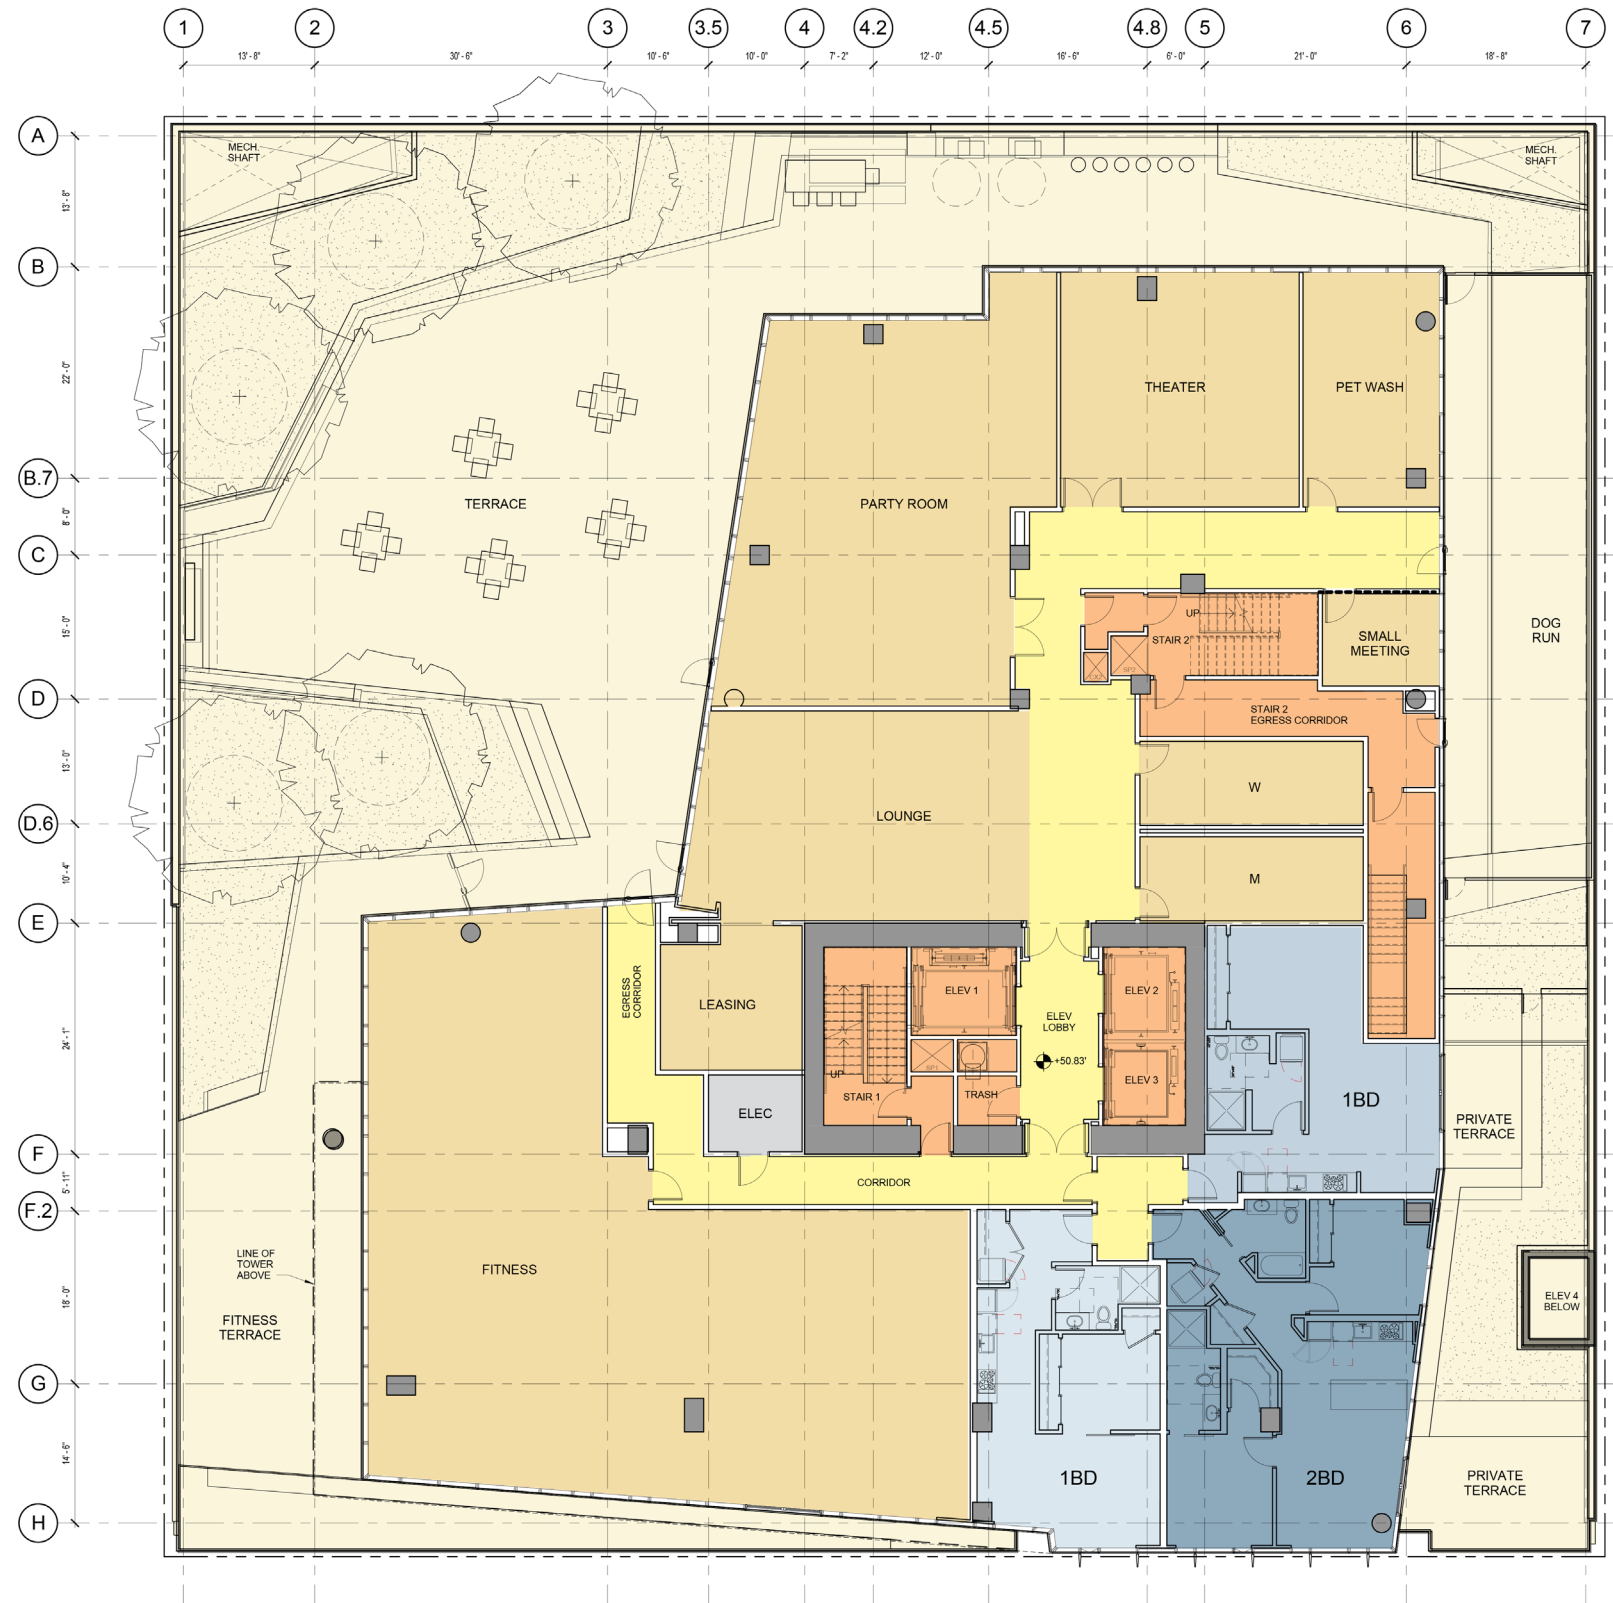 1 2 3 3.5 4 4.2 4.5 4.8 5 6 7
13' - 8" 30' - 6" 10' - 6" 10' - 0" 7' - 2" 12' - 0" 16' - 6" 6' - 0" 21' - 0" 18' - 8"
A
13' - 8"
B
22' - 0"
B.7
8' - 0"
C
15' - 0"
D
13' - 0"
D.6
10' - 4"
E
24' - 1"
F
5' - 11"
F.2
18' - 0"
G
14' - 6"
H
MECH.
SHAFT
MECH.
SHAFT
THEATER
PET WASH
TERRACE
PARTY ROOM
UP
STAIR 2
SP2
SMALL
MEETING
DOG
RUN
STAIR 2
EGRESS CORRIDOR
W
LOUNGE
M
EGRESS
CORRIDOR
LEASING
ELEV 1
ELEV 2
ELEV
LOBBY
+50.83'
SP1
UP
STAIR 1
TRASH
ELEV 3
ELEC
1BD
PRIVATE
TERRACE
CORRIDOR
LINE OF
TOWER
ABOVE
FITNESS
FITNESS
TERRACE
ELEV 4
BELOW
1BD
2BD
PRIVATE
TERRACE